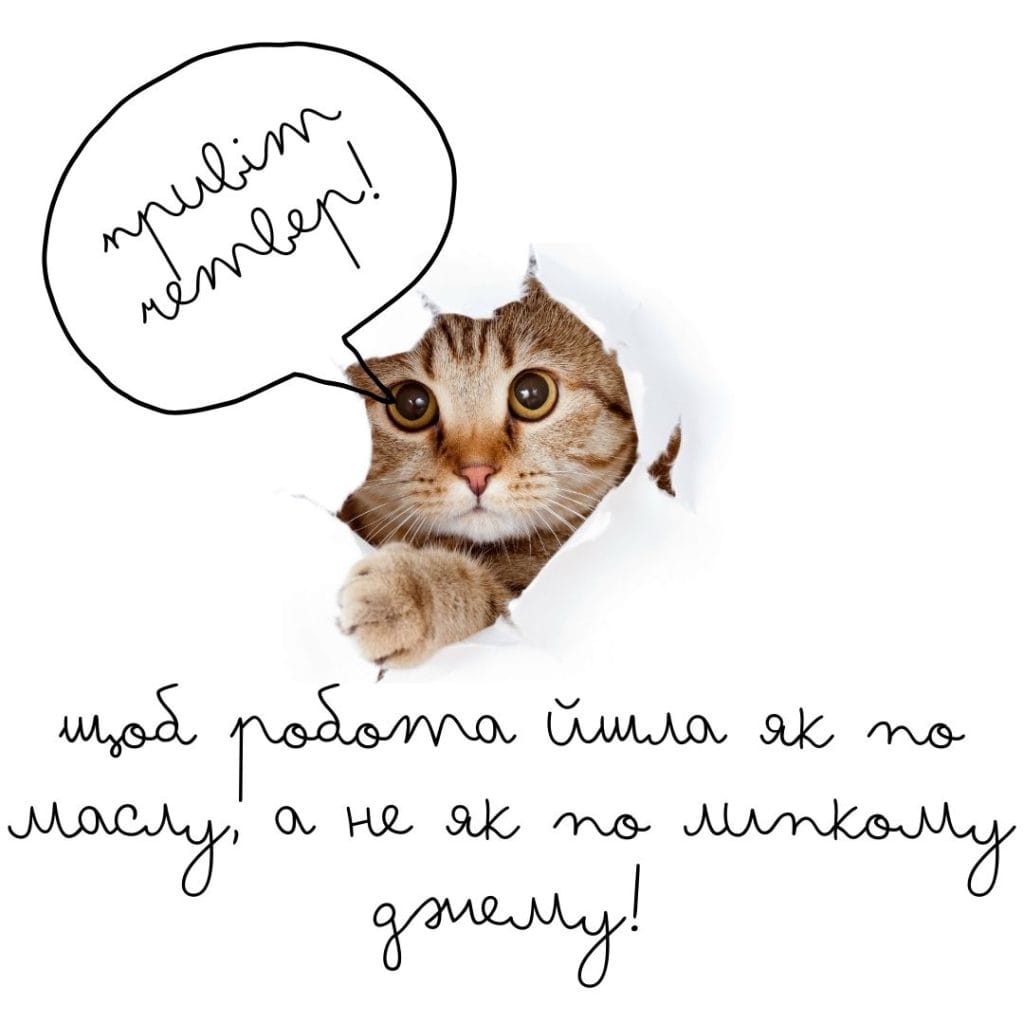 привіт
четвер!
щоб робота йшла як по
маслу, а не як по липкому
джему!